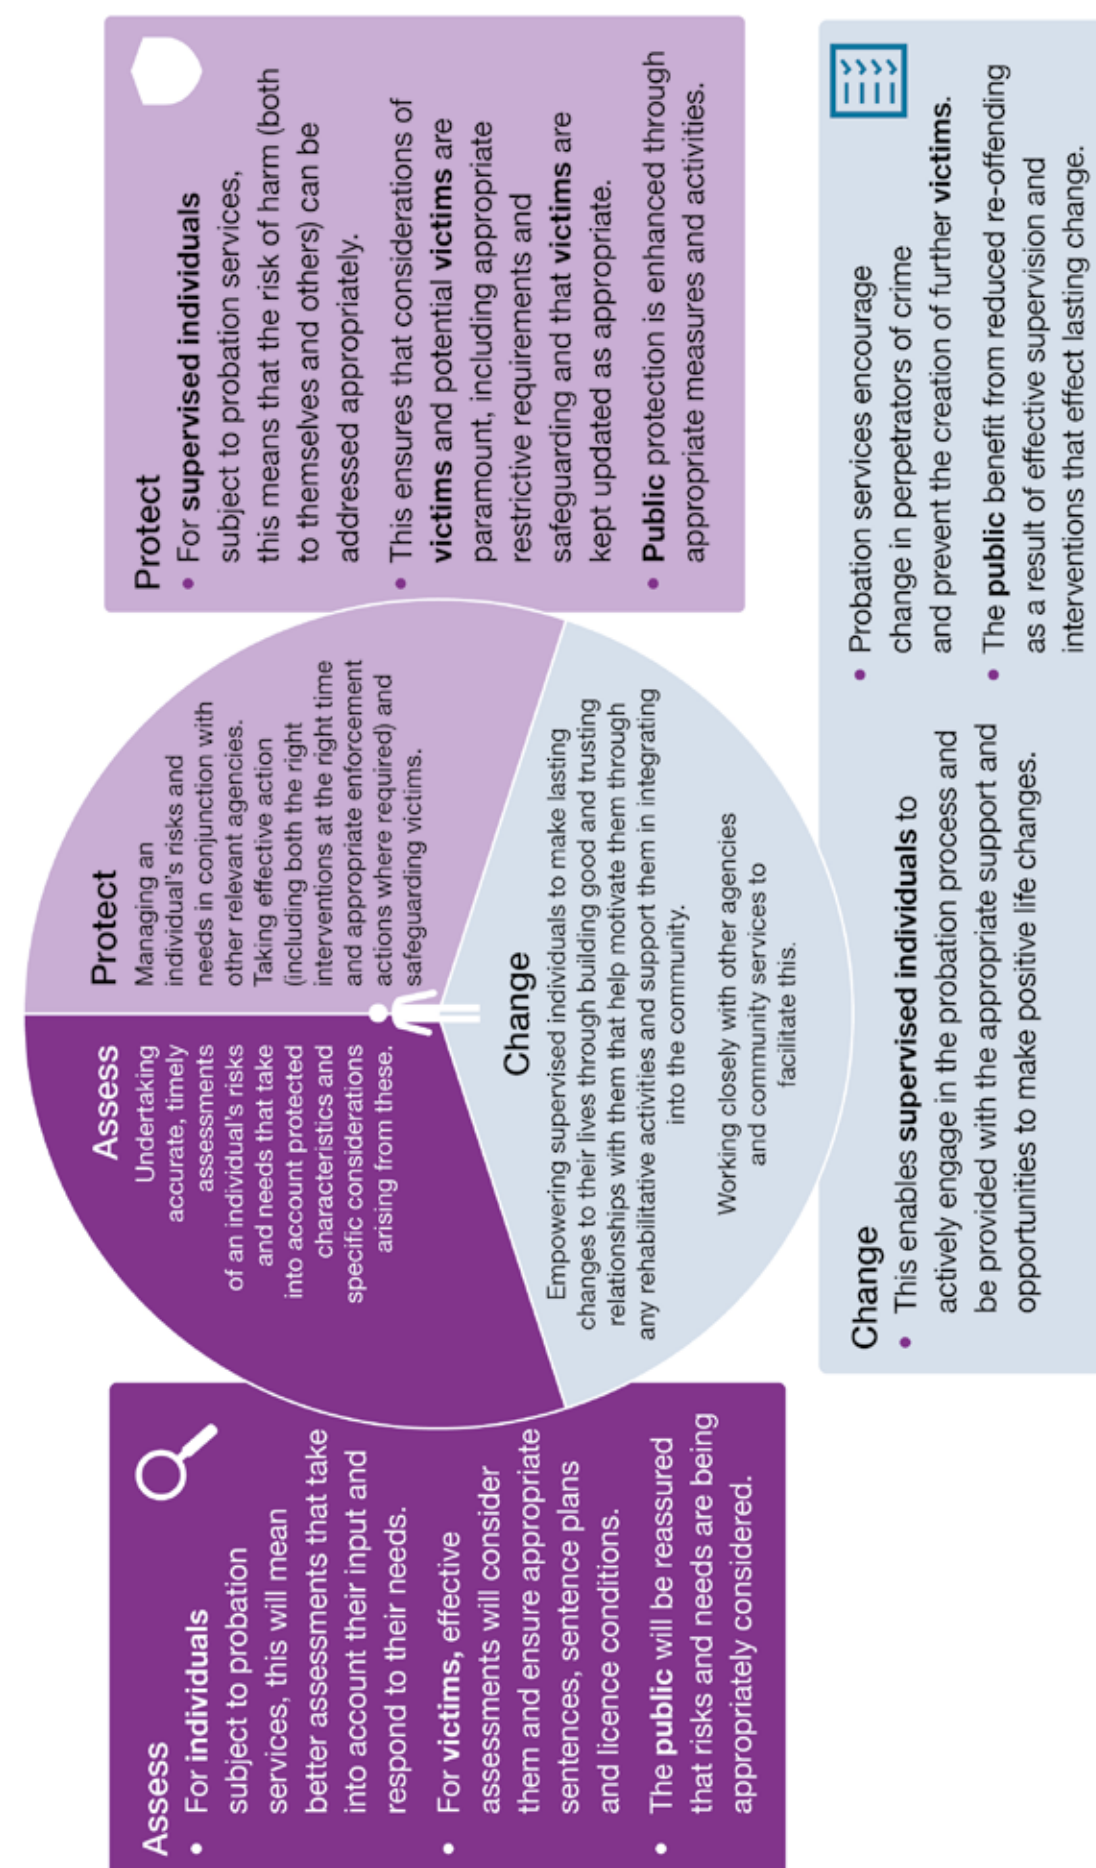 Assess
• For individuals
subject to probation
services, this will mean
better assessments that take
into account their input and
respond to their needs.
• For victims, effective
assessments will consider
them and ensure appropriate
sentences, sentence plans
and licence conditions.
• The public will be reassured
that risks and needs are being
appropriately considered.
Assess
Undertaking
accurate, timely
assessments
of an individual's risks
and needs that take
into account protected
characteristics and
specific considerations
arising from these.
Protect
Managing an
individual's risks and
needs in conjunction with
other relevant agencies.
Taking effective action
(including both the right
interventions at the right time
and appropriate enforcement
actions where required) and
safeguarding victims.
Change
Empowering supervised individuals to make lasting
changes to their lives through building good and trusting
relationships with them that help motivate them through
any rehabilitative activities and support them in integrating
into the community.
Working closely with other agencies
and community services to
facilitate this.
Protect
• For supervised individuals
subject to probation services,
this means that the risk of harm (both
to themselves and others) can be
addressed appropriately.
• This ensures that considerations of
victims and potential victims are
paramount, including appropriate
restrictive requirements and
safeguarding and that victims are
kept updated as appropriate.
• Public protection is enhanced through
appropriate measures and activities.
Change
• This enables supervised individuals to
actively engage in the probation process and
be provided with the appropriate support and
opportunities to make positive life changes.
• Probation services encourage
change in perpetrators of crime
and prevent the creation of further victims.
• The public benefit from reduced re-offending
as a result of effective supervision and
interventions that effect lasting change.